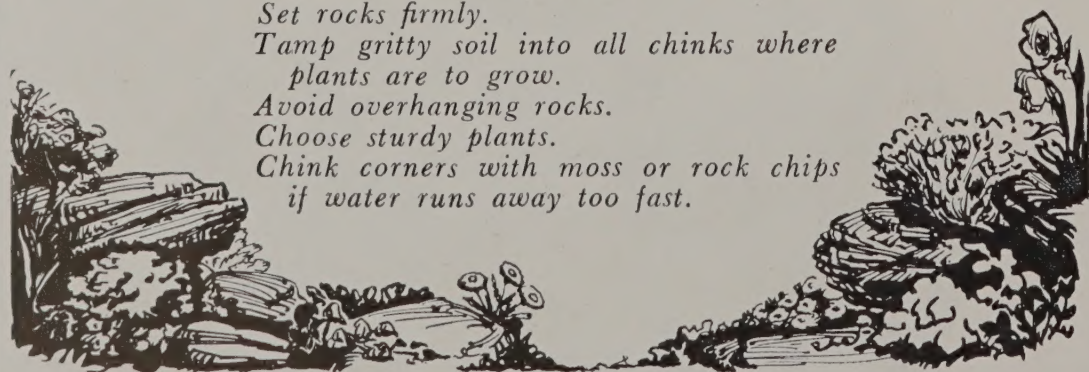 Set rocks firmly.
Tamp gritty soil into all chinks where
plants are to grow.
Avoid overhanging rocks.
Choose sturdy plants.
Chink corners with moss or rock chips
if water runs away too fast.